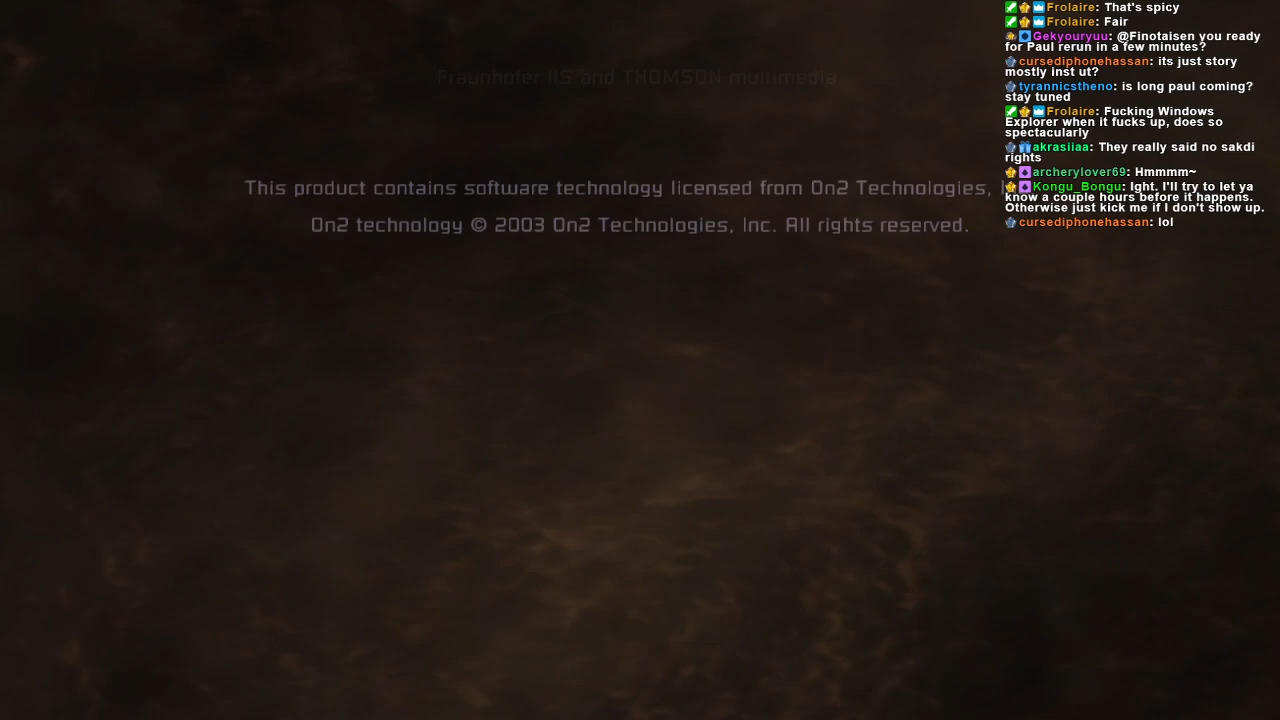 Fraunhofer IIS and THOMSON multimedia
This product contains software technology licensed from On2 Technologies,
On2 technology © 2003 On2 Technologies, Inc. All rights reserved.
Frolaire: That's spicy
Frolaire: Fair
Gekyouryuu: @Finotaisen you ready
for Paul rerun in a few minutes?
cursediphonehassan: its just story
mostly inst ut?
tyrannicstheno: is long paul coming?
stay tuned
Frolaire: Fucking Windows
Explorer when it fucks up, does so
spectacularly
akrasiiaa: They really said no sakdi
rights
archerylover69: Hmmmm~
Kongu_Bongu: Ight. I'll try to let ya
know a couple hours before it happens.
Otherwise just kick me if I don't show up.
cursediphonehassan: lol